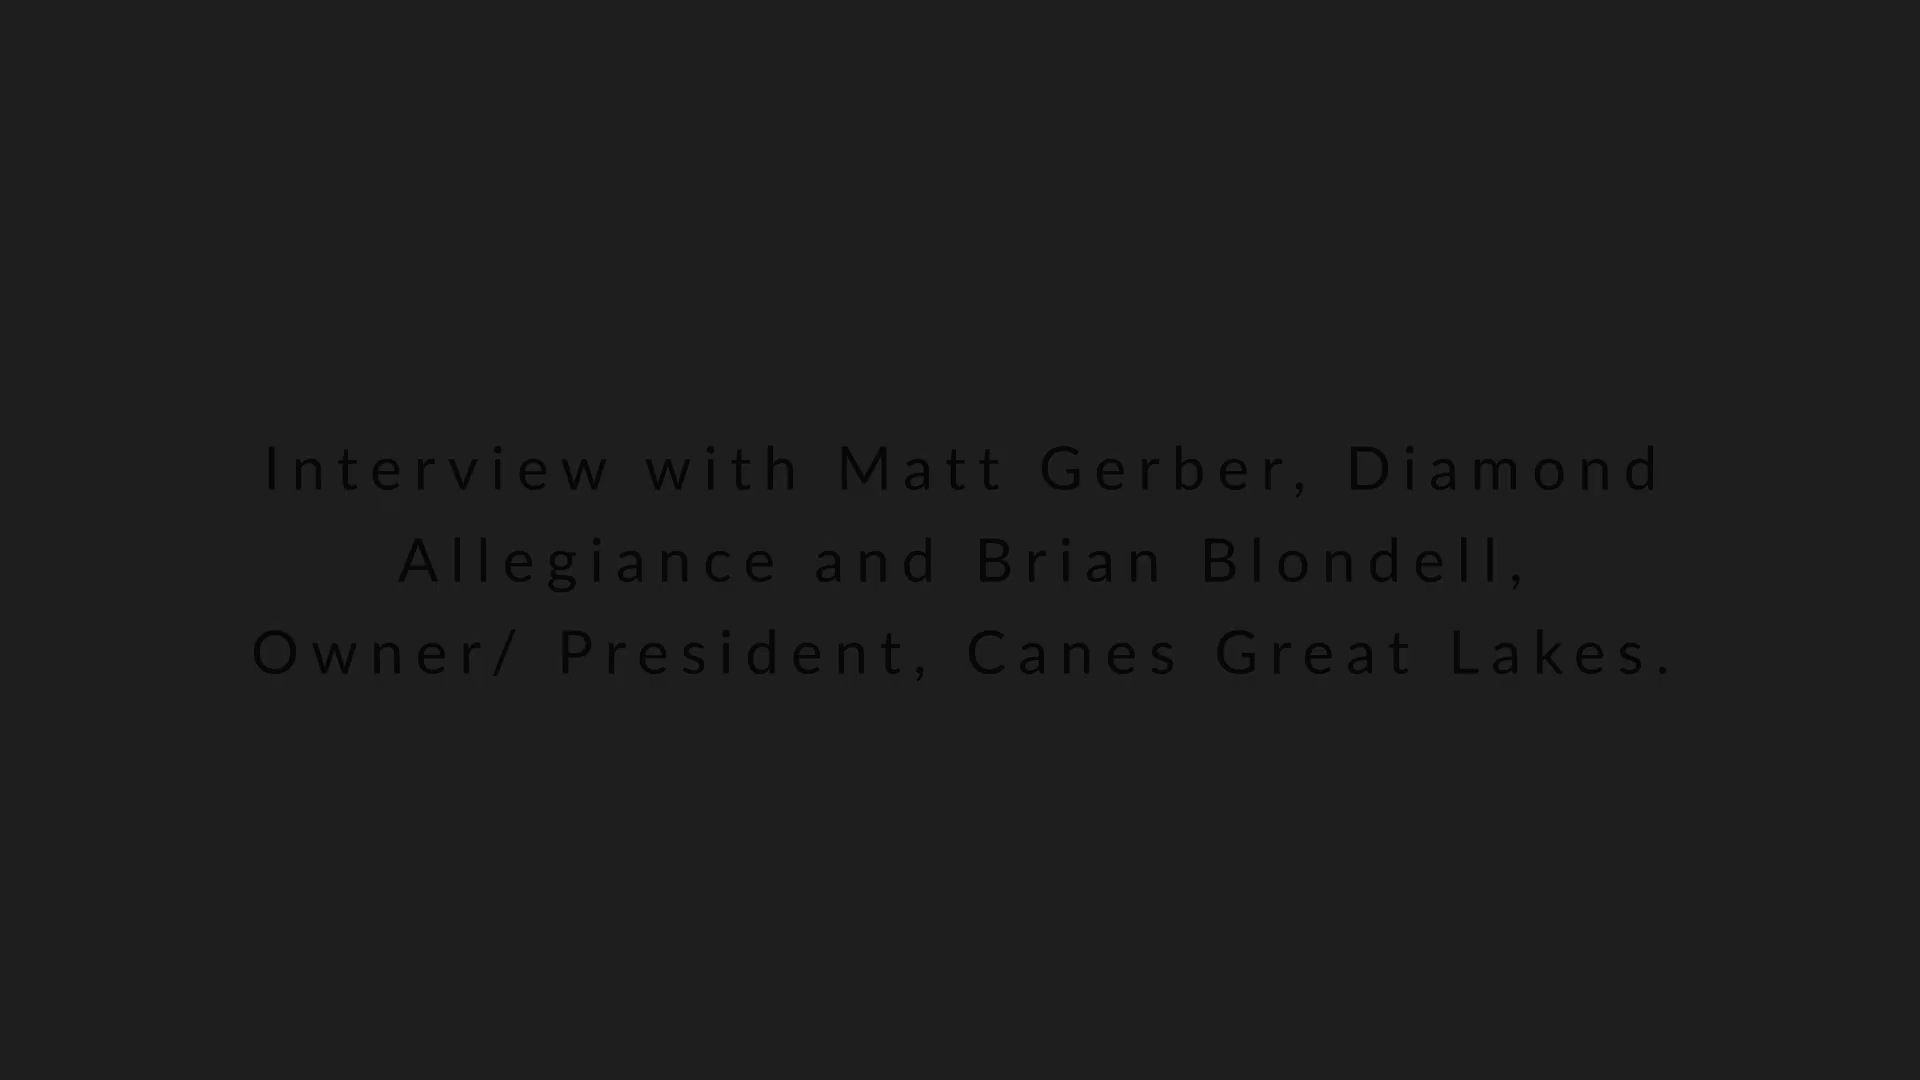 Interview with Matt Gerber, Diamond
Allegiance and Brian Blondell,
Owner/ President, Canes Great Lakes.